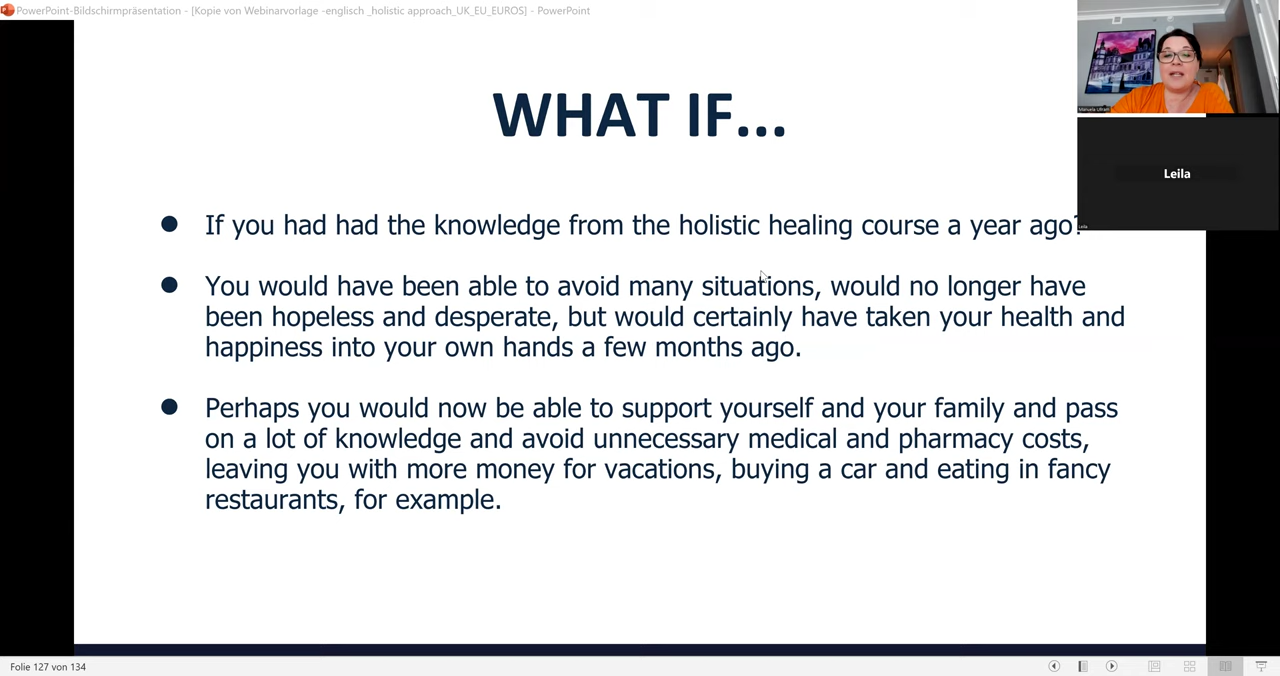 PowerPoint-Bildschirmpräsentation - [Kopie von Webinarvorlage -englisch _holistic approach_UK_EU_EUROS] - PowerPoint
WHAT IF...
Leila
Leila
● If you had had the knowledge from the holistic healing course a year ago?
● You would have been able to avoid many situations, would no longer have
been hopeless and desperate, but would certainly have taken your health and
happiness into your own hands a few months ago.
● Perhaps you would now be able to support yourself and your family and pass
on a lot of knowledge and avoid unnecessary medical and pharmacy costs,
leaving you with more money for vacations, buying a car and eating in fancy
restaurants, for example.
Folie 127 von 134